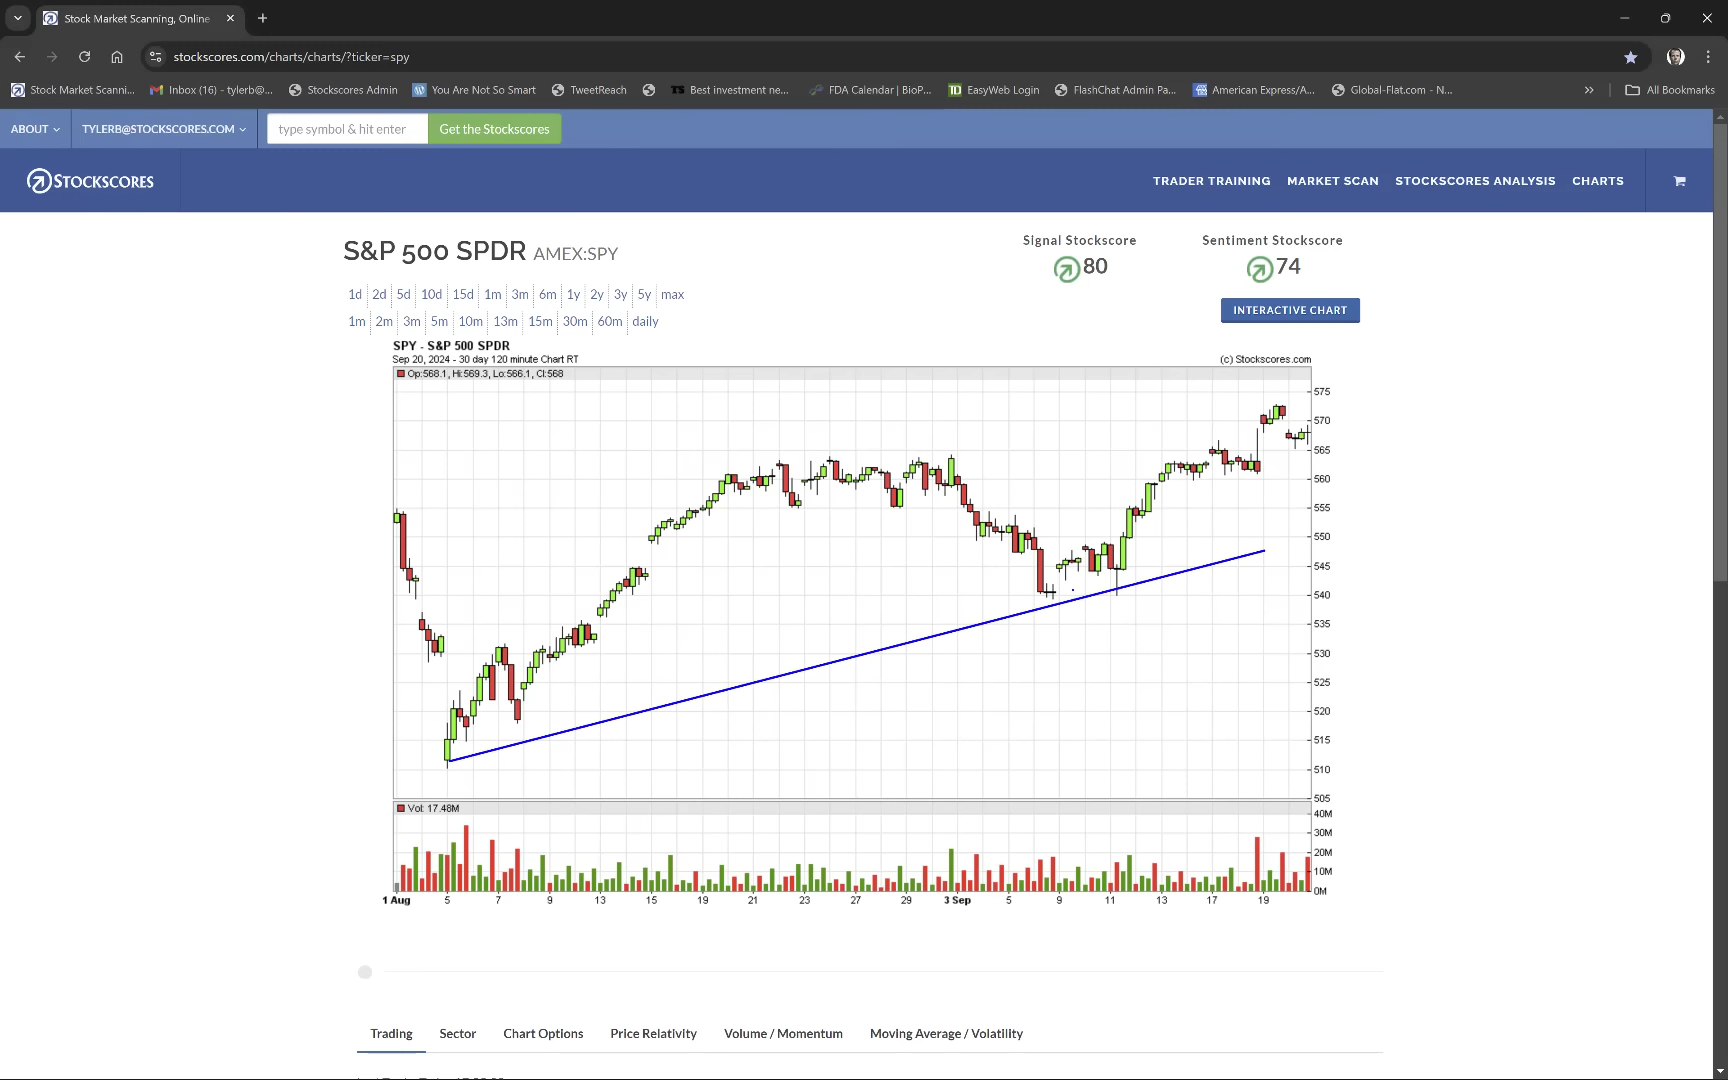 Stock Market Scanning, Online
stockscores.com/charts/charts/?ticker=spy
Stock Market Scanni...
Inbox (16) - tylerb@...
Stockscores Admin
You Are Not So Smart
TweetReach
TS Best investment ne...
FDA Calendar | BioP...
TD EasyWeb Login
FlashChat Admin Pa...
American Express/A...
Global-Flat.com - N...
All Bookmarks
ABOUT
TYLERB@STOCKSCORES.COM
type symbol & hit enter
Get the Stockscores
STOCKSCORES
TRADER TRAINING
MARKET SCAN
STOCKSCORES ANALYSIS
CHARTS
S&P 500 SPDR AMEX:SPY
Signal Stockscore
80
Sentiment Stockscore
74
1d 2d 5d 10d 15d 1m 3m 6m 1y 2y 3y 5y max
1m 2m 3m 5m 10m 13m 15m 30m 60m daily
INTERACTIVE CHART
SPY - S&P 500 SPDR
Sep 20, 2024 - 30 day 120 minute Chart RT
(c) Stockscores.com
Op:568.1, Hi:569.3, Lo:566.1, Cl:568
575
570
565
560
555
550
545
540
535
530
525
520
515
510
505
Vol: 17.48M
40M
30M
20M
10M
0M
1 Aug 5 7 9 13 15 19 21 23 27 29 3 Sep 5 9 11 13 17 19
Trading
Sector
Chart Options
Price Relativity
Volume / Momentum
Moving Average / Volatility